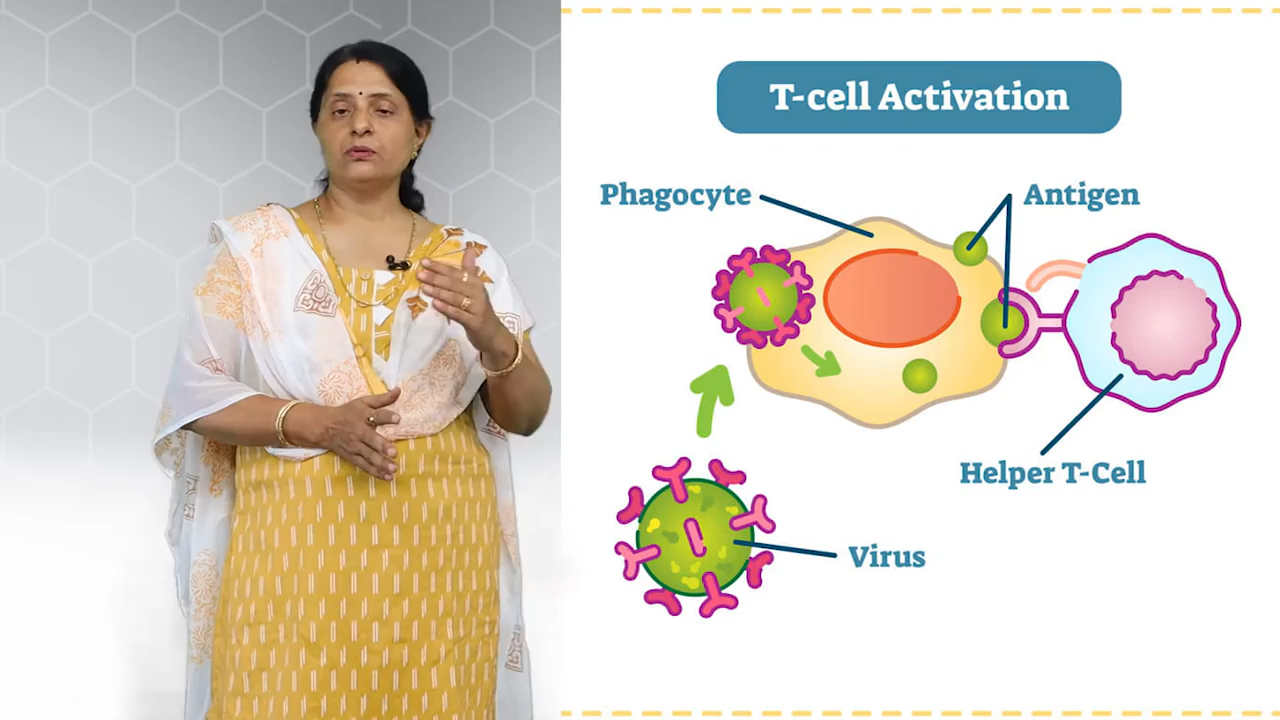 T-cell Activation
Phagocyte
Antigen
Helper T-Cell
Virus